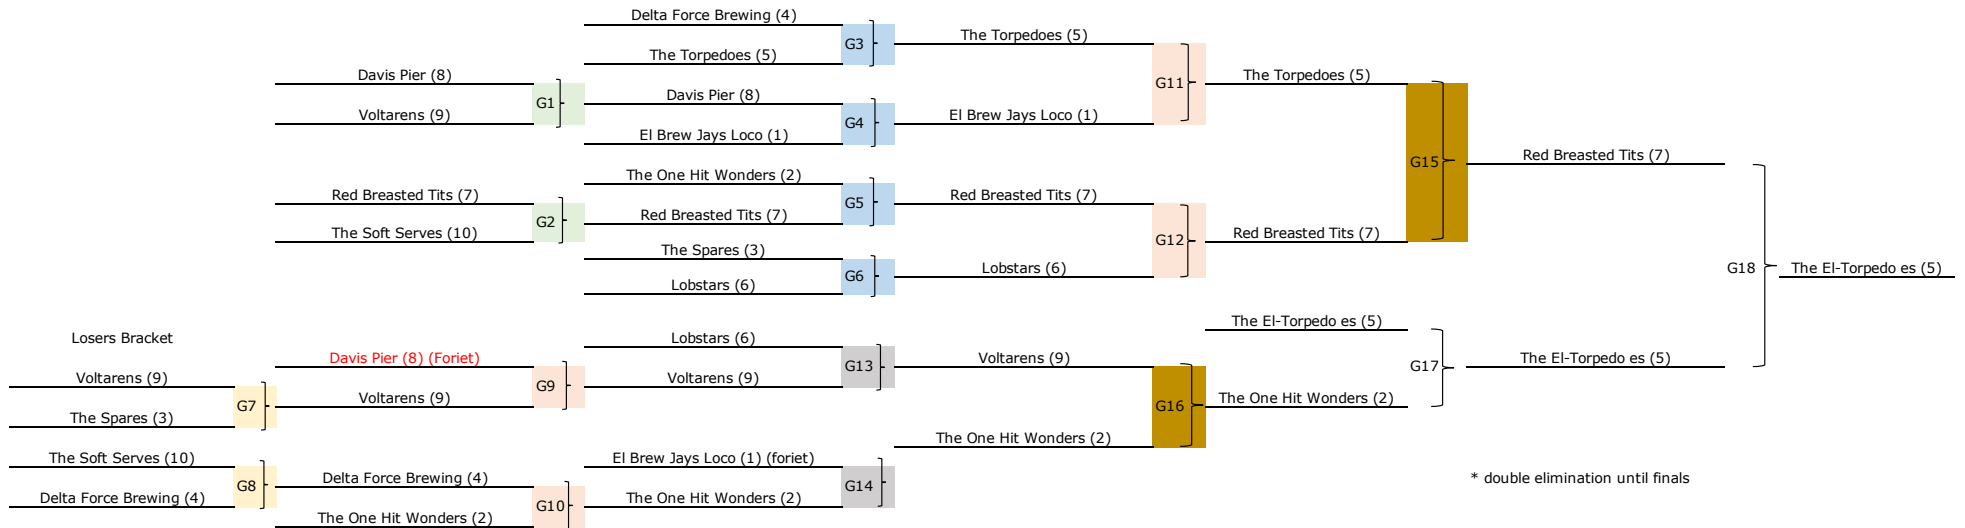 Delta Force Brewing (4)
G3
The Torpedoes (5)
The Torpedoes (5)
Davis Pier (8)
G1
Voltarens (9)
Davis Pier (8)
G4
El Brew Jays Loco (1)
El Brew Jays Loco (1)
G11
The Torpedoes (5)
The One Hit Wonders (2)
G5
Red Breasted Tits (7)
Red Breasted Tits (7)
Red Breasted Tits (7)
G2
The Soft Serves (10)
The Spares (3)
G6
Lobstars (6)
Lobstars (6)
G12
Red Breasted Tits (7)
G15
Red Breasted Tits (7)
G18
The El-Torpedo es (5)
Losers Bracket
Voltarens (9)
G7
The Spares (3)
Davis Pier (8) (Foriet)
G9
Voltarens (9)
Lobstars (6)
G13
Voltarens (9)
Voltarens (9)
G16
The One Hit Wonders (2)
The El-Torpedo es (5)
G17
The One Hit Wonders (2)
The El-Torpedo es (5)
The Soft Serves (10)
G8
Delta Force Brewing (4)
Delta Force Brewing (4)
G10
The One Hit Wonders (2)
El Brew Jays Loco (1) (foriet)
G14
The One Hit Wonders (2)
* double elimination until finals